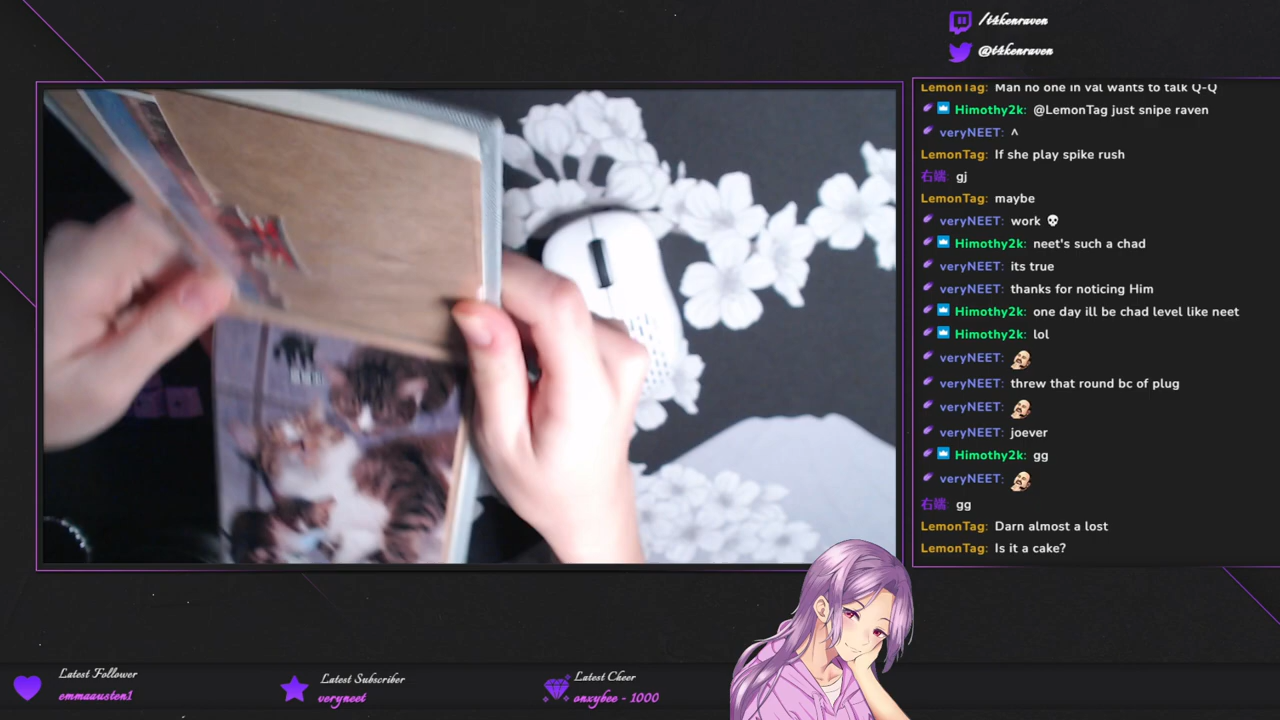 /t4kenraven
@t4kenraven
LemonTag: Man no one in val wants to talk Q-Q
Himothy2k: @LemonTag just snipe raven
veryNEET: ^
LemonTag: If she play spike rush
右端: gj
LemonTag: maybe
veryNEET: work
Himothy2k: neet's such a chad
veryNEET: its true
veryNEET: thanks for noticing Him
Himothy2k: one day ill be chad level like neet
Himothy2k: lol
veryNEET:
veryNEET: threw that round bc of plug
veryNEET:
veryNEET: joever
Himothy2k: gg
veryNEET:
右端: gg
LemonTag: Darn almost a lost
LemonTag: Is it a cake?
Latest Follower
emmaausten1
Latest Subscriber
veryneet
Latest Cheer
onxybee - 1000